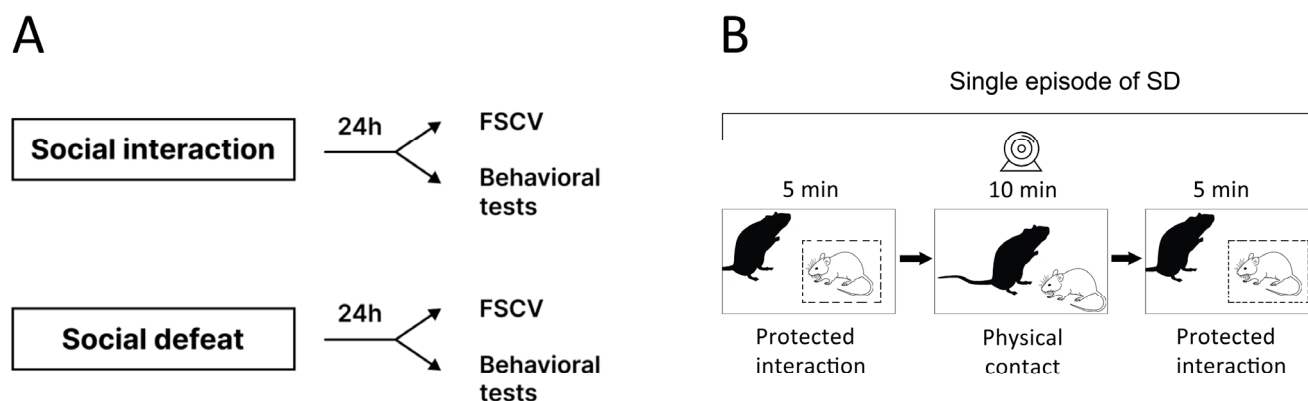 A
Social interaction
24h
FSCV
Behavioral
tests
Social defeat
24h
FSCV
Behavioral
tests
B
Single episode of SD
5 min
10 min
5 min
Protected
interaction
Physical
contact
Protected
interaction